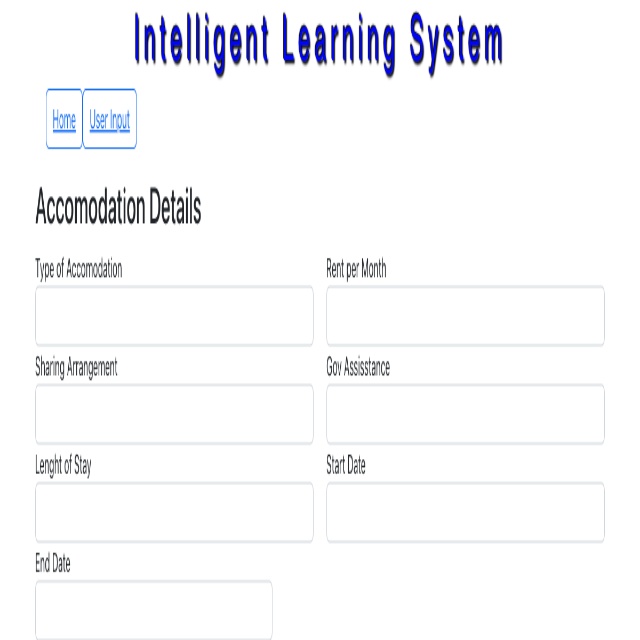 Intelligent Learning System
Home User Input
Accomodation Details
Type of Accomodation Rent per Month
Sharing Arrangement Gov Assisstance
Lenght of Stay Start Date
End Date